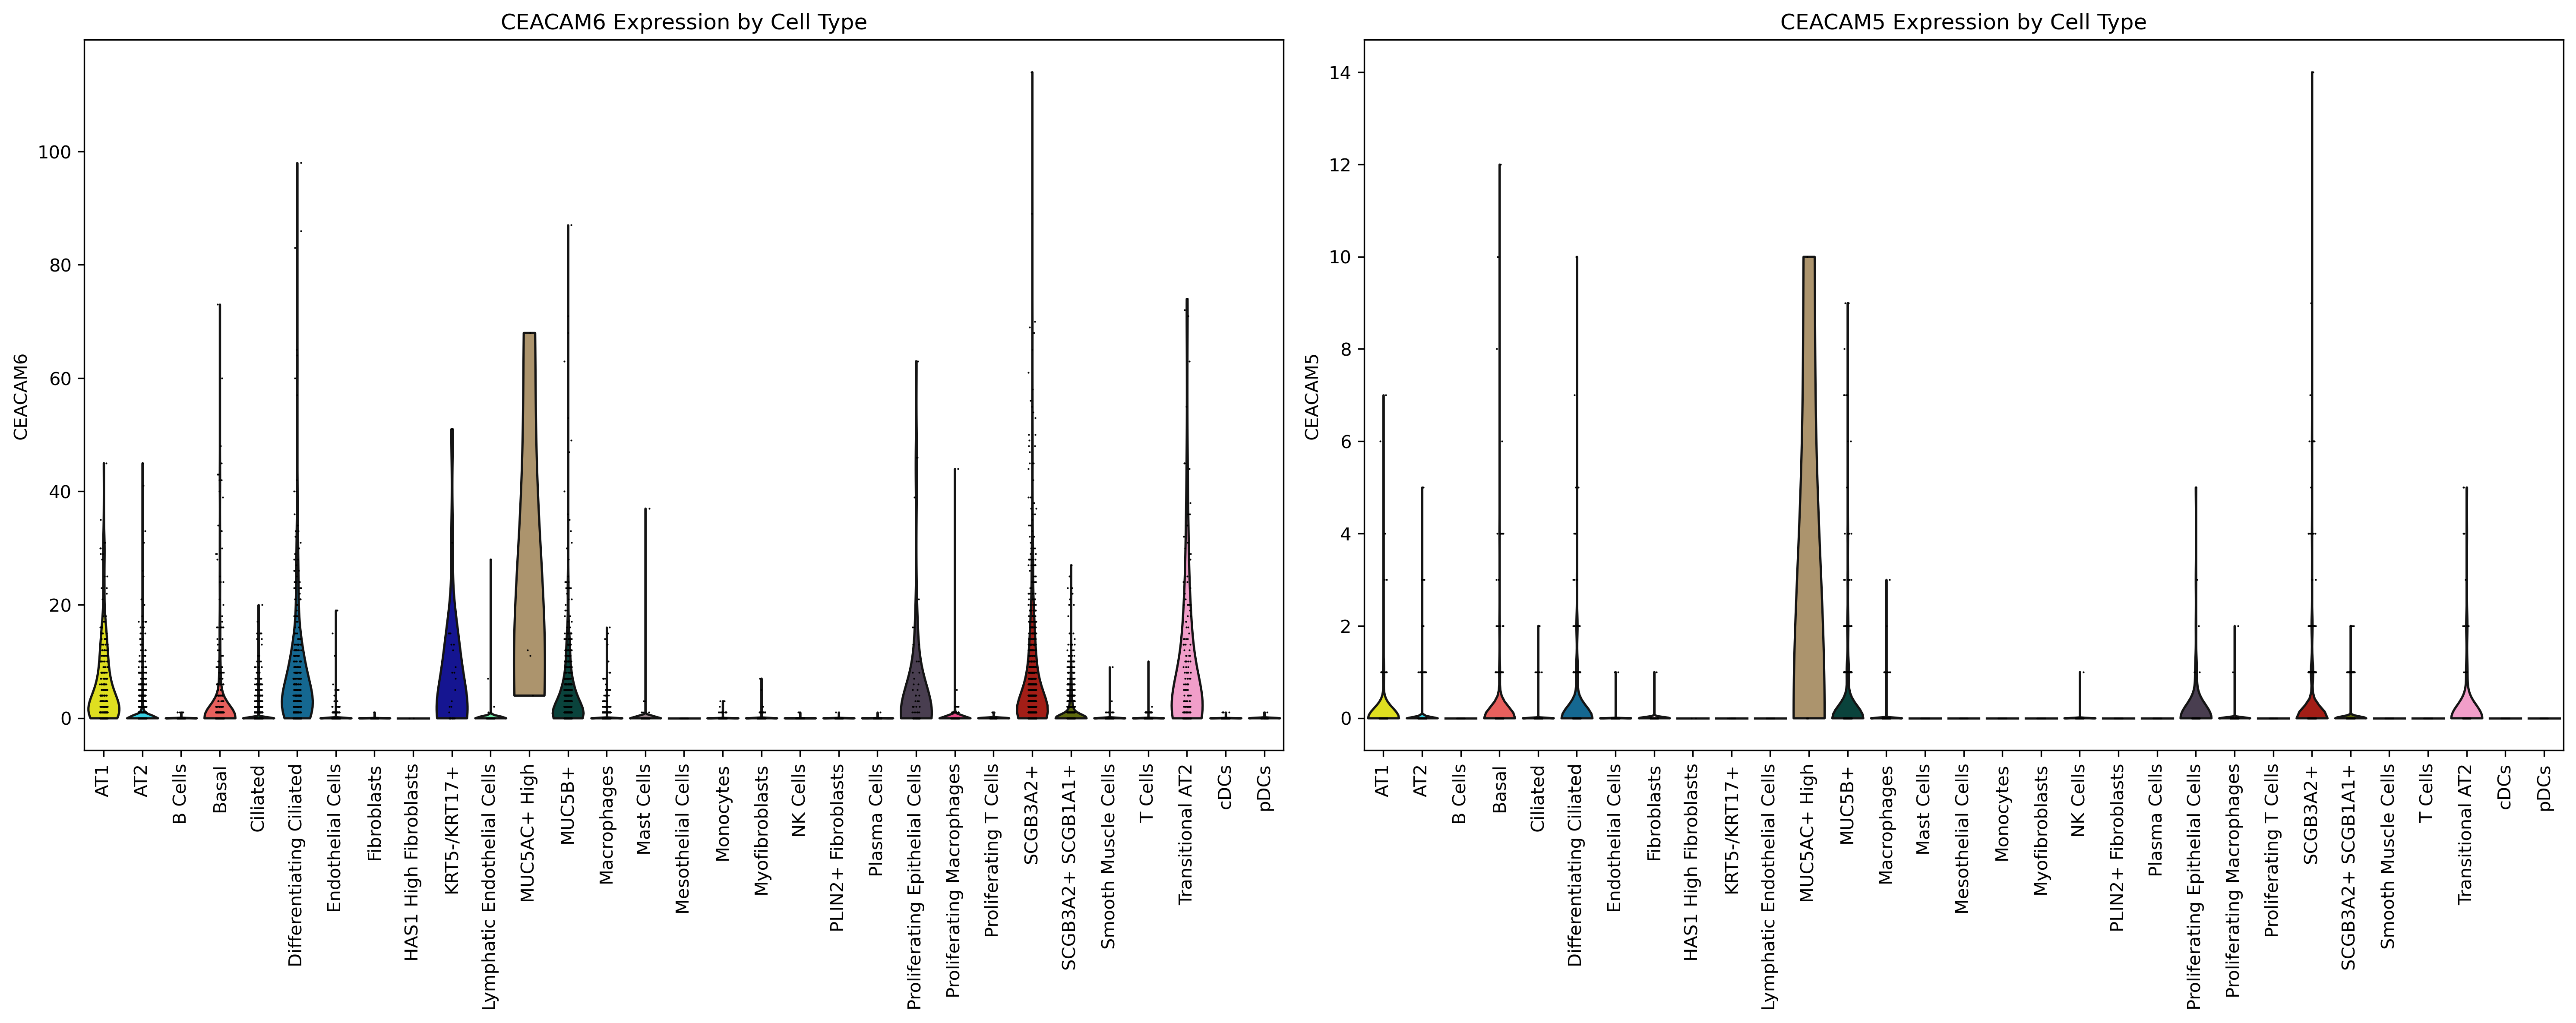 CEACAM6 Expression by Cell Type
CEACAM6
100
80
60
40
20
0
AT1
AT2
B Cells
Basal
Ciliated
Differentiating Ciliated
Endothelial Cells
Fibroblasts
HAS1 High Fibroblasts
KRT5-/KRT17+
Lymphatic Endothelial Cells
MUC5AC+ High
MUC5B+
Macrophages
Mast Cells
Mesothelial Cells
Monocytes
Myofibroblasts
NK Cells
PLIN2+ Fibroblasts
Plasma Cells
Proliferating Epithelial Cells
Proliferating Macrophages
Proliferating T Cells
SCGB3A2+
SCGB3A2+ SCGB1A1+
Smooth Muscle Cells
T Cells
Transitional AT2
cDCs
pDCs
CEACAM5 Expression by Cell Type
CEACAM5
14
12
10
8
6
4
2
0
AT1
AT2
B Cells
Basal
Ciliated
Differentiating Ciliated
Endothelial Cells
Fibroblasts
HAS1 High Fibroblasts
KRT5-/KRT17+
Lymphatic Endothelial Cells
MUC5AC+ High
MUC5B+
Macrophages
Mast Cells
Mesothelial Cells
Monocytes
Myofibroblasts
NK Cells
PLIN2+ Fibroblasts
Plasma Cells
Proliferating Epithelial Cells
Proliferating Macrophages
Proliferating T Cells
SCGB3A2+
SCGB3A2+ SCGB1A1+
Smooth Muscle Cells
T Cells
Transitional AT2
cDCs
pDCs